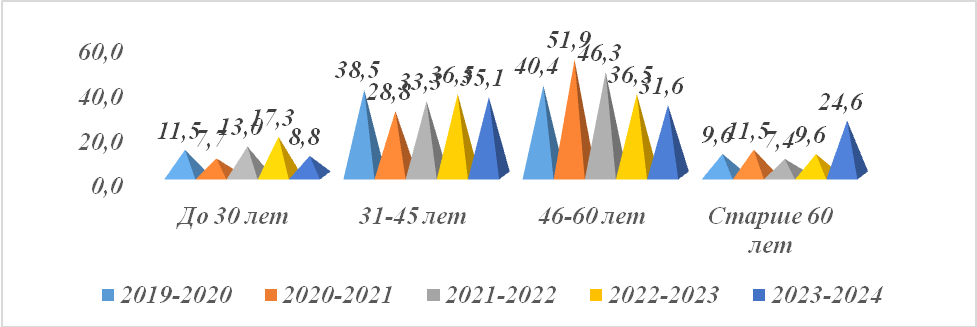 60,0
40,0
20,0
0,0
11,5 7,7 13,0 17,3 8,8
38,5 28,8 33,3 36,5 35,1
40,4 51,9 46,3 36,5 31,6
9,6 11,5 7,4 9,6 24,6
До 30 лет
31-45 лет
46-60 лет
Старше 60
лет
2019-2020 2020-2021 2021-2022 2022-2023 2023-2024